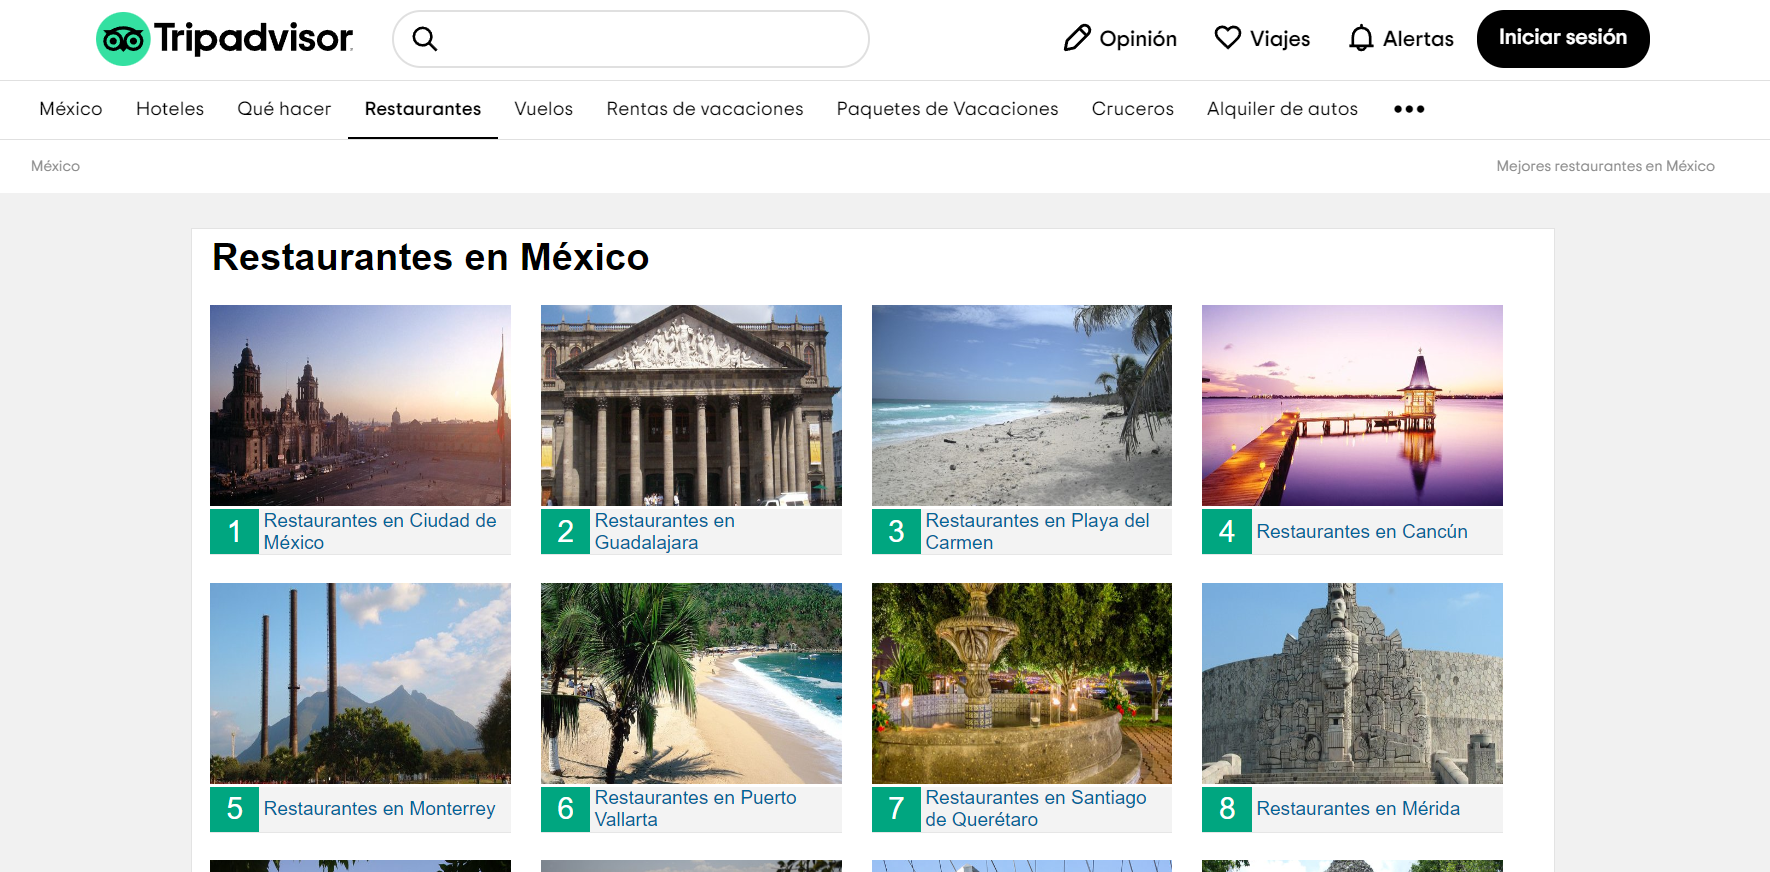 Tripadvisor
Opinión
Viajes
Alertas
Iniciar sesión
México
Hoteles
Qué hacer
Restaurantes
Vuelos
Rentas de vacaciones
Paquetes de Vacaciones
Cruceros
Alquiler de autos
México
Mejores restaurantes en México
Restaurantes en México
1
Restaurantes en Ciudad de
México
2
Restaurantes en
Guadalajara
3
Restaurantes en Playa del
Carmen
4
Restaurantes en Cancún
5
Restaurantes en Monterrey
6
Restaurantes en Puerto
Vallarta
7
Restaurantes en Santiago
de Querétaro
8
Restaurantes en Mérida